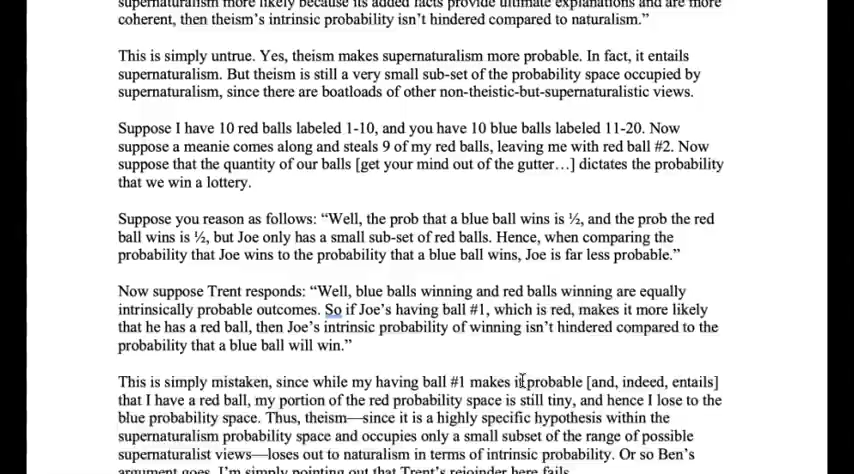 supernaturalism more likely because its added facts provide ultimate explanations and are more
coherent, then theism’s intrinsic probability isn’t hindered compared to naturalism.”
This is simply untrue. Yes, theism makes supernaturalism more probable. In fact, it entails
supernaturalism. But theism is still a very small sub-set of the probability space occupied by
supernaturalism, since there are boatloads of other non-theistic-but-supernaturalistic views.
Suppose I have 10 red balls labeled 1-10, and you have 10 blue balls labeled 11-20. Now
suppose a meanie comes along and steals 9 of my red balls, leaving me with red ball #2. Now
suppose that the quantity of our balls [get your mind out of the gutter…] dictates the probability
that we win a lottery.
Suppose you reason as follows: “Well, the prob that a blue ball wins is ½, and the prob the red
ball wins is ½, but Joe only has a small sub-set of red balls. Hence, when comparing the
probability that Joe wins to the probability that a blue ball wins, Joe is far less probable.”
Now suppose Trent responds: “Well, blue balls winning and red balls winning are equally
intrinsically probable outcomes. So if Joe’s having ball #1, which is red, makes it more likely
that he has a red ball, then Joe’s intrinsic probability of winning isn’t hindered compared to the
probability that a blue ball will win.”
This is simply mistaken, since while my having ball #1 makes it probable [and, indeed, entails]
that I have a red ball, my portion of the red probability space is still tiny, and hence I lose to the
blue probability space. Thus, theism—since it is a highly specific hypothesis within the
supernaturalism probability space and occupies only a small subset of the range of possible
supernaturalist views—loses out to naturalism in terms of intrinsic probability. Or so Ben’s
argument goes. I’m simply pointing out that Trent’s rejoinder here fails.